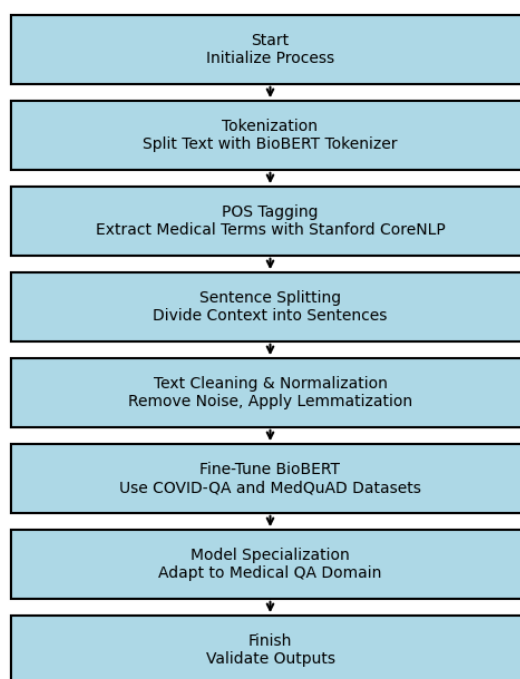 Start
Initialize Process
Tokenization
Split Text with BioBERT Tokenizer
POS Tagging
Extract Medical Terms with Stanford CoreNLP
Sentence Splitting
Divide Context into Sentences
Text Cleaning & Normalization
Remove Noise, Apply Lemmatization
Fine-Tune BioBERT
Use COVID-QA and MedQuAD Datasets
Model Specialization
Adapt to Medical QA Domain
Finish
Validate Outputs